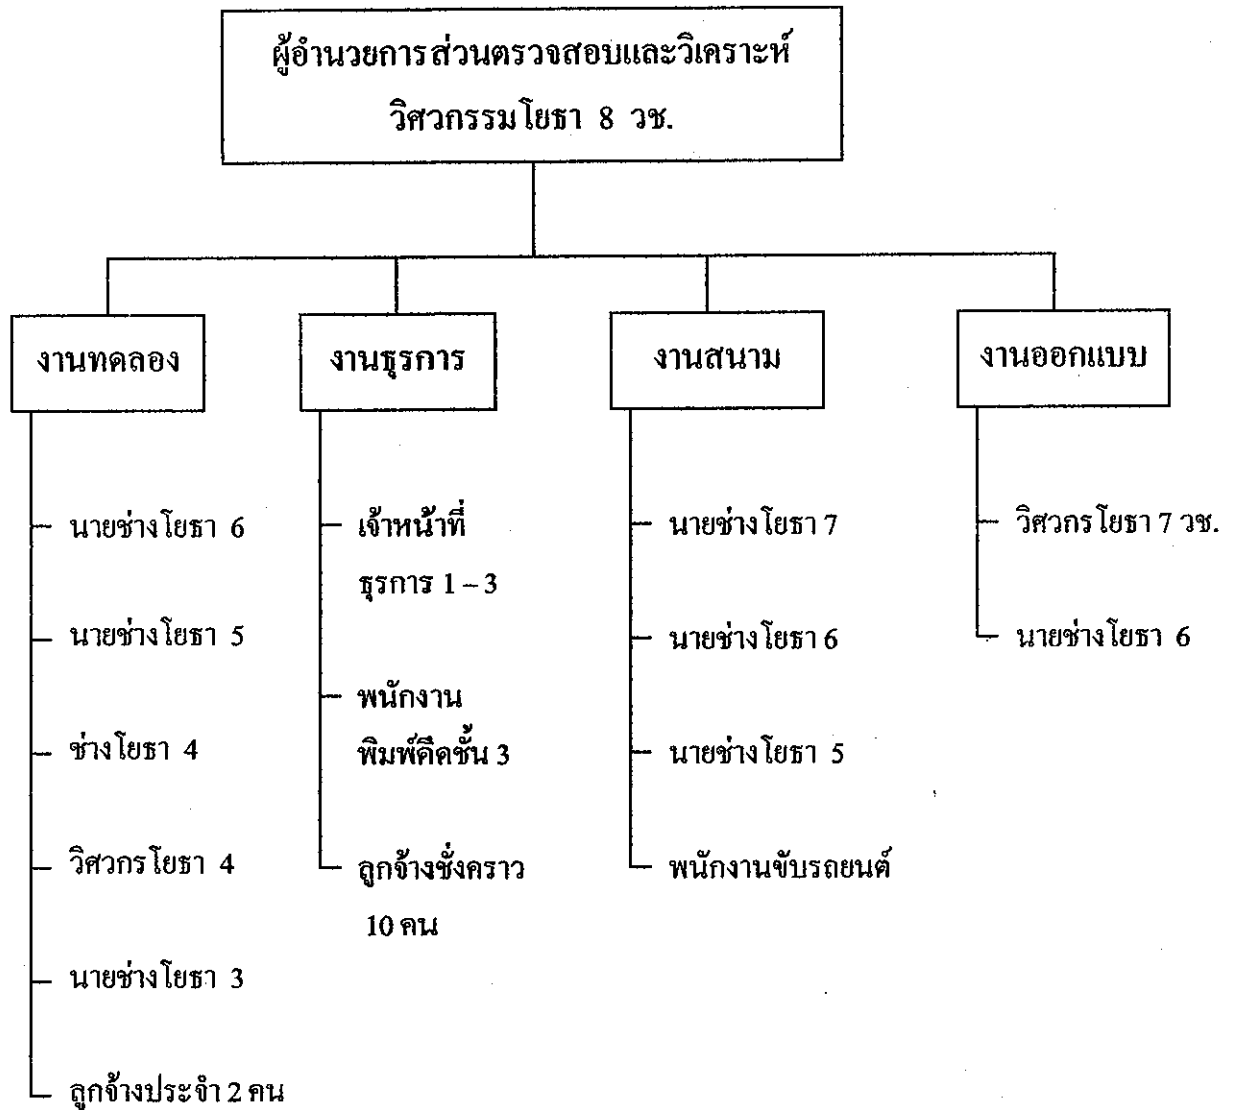 ผู้อำนวยการส่วนตรวจสอบและวิเคราะห์
วิศวกรรมโยธา 8 วช.
งานทดลอง
นายช่างโยธา 6
นายช่างโยธา 5
ช่างโยธา 4
วิศวกรโยธา 4
นายช่างโยธา 3
ลูกจ้างประจำ 2 คน
งานธุรการ
เจ้าหน้าที่
ธุรการ 1 – 3
พนักงาน
พิมพ์ดีดชั้น 3
ลูกจ้างชั่งคราว
10 คน
งานสนาม
นายช่างโยธา 7
นายช่างโยธา 6
นายช่างโยธา 5
พนักงานขับรถยนต์
งานออกแบบ
วิศวกรโยธา 7 วช.
นายช่างโยธา 6